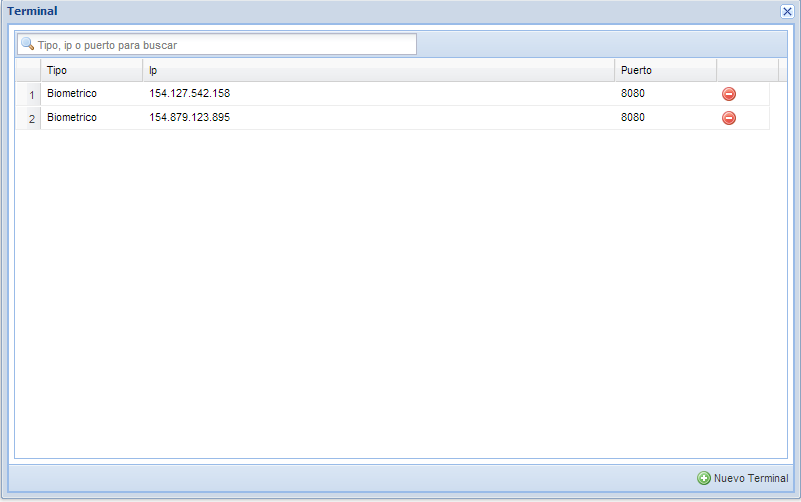 Terminal
Tipo, ip o puerto para buscar
Tipo Ip Puerto
1 Biometrico 154.127.542.158 8080
2 Biometrico 154.879.123.895 8080
Nuevo Terminal